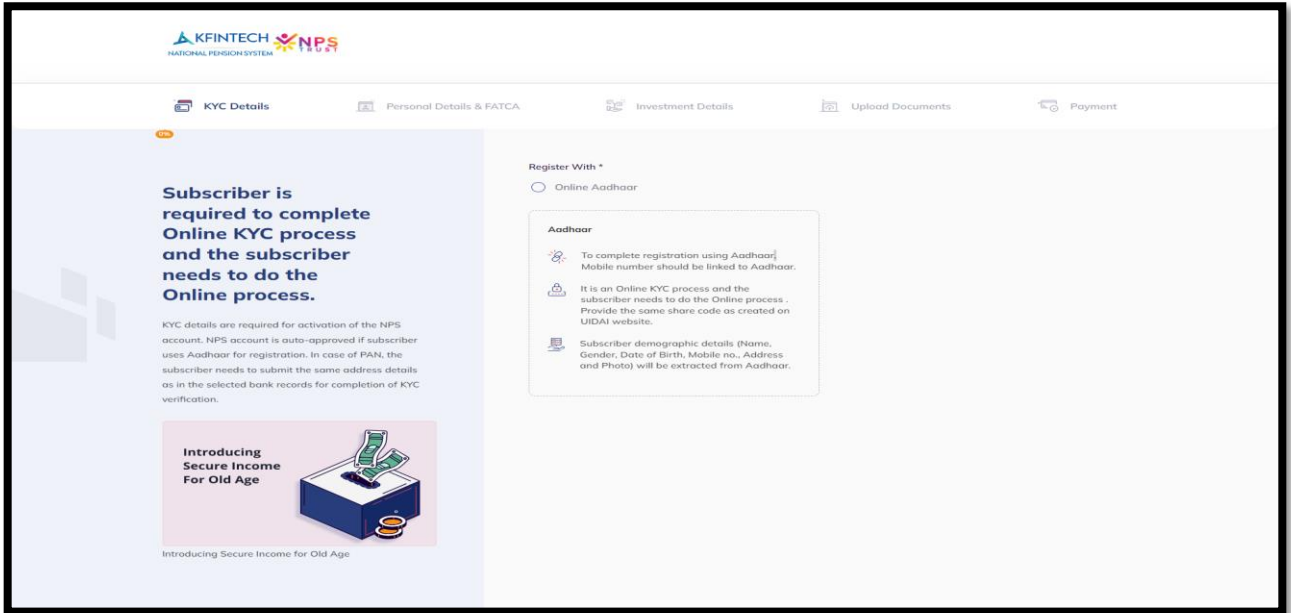 KFINTECH
NATIONAL PENSION SYSTEM
NPS
TRUST
KYC Details
Personal Details & FATCA
Investment Details
Upload Documents
Payment
0%
Subscriber is
required to complete
Online KYC process
and the subscriber
needs to do the
Online process.
KYC details are required for activation of the NPS
account. NPS account is auto-approved if subscriber
uses Aadhaar for registration. In case of PAN, the
subscriber needs to submit the same address details
as in the selected bank records for completion of KYC
verification.
Introducing
Secure Income
For Old Age
Introducing Secure Income for Old Age
Register With *
Online Aadhaar
Aadhaar
To complete registration using Aadhaar,
Mobile number should be linked to Aadhaar.
It is an Online KYC process and the
subscriber needs to do the Online process .
Provide the same share code as created on
UIDAI website.
Subscriber demographic details (Name,
Gender, Date of Birth, Mobile no., Address
and Photo) will be extracted from Aadhaar.